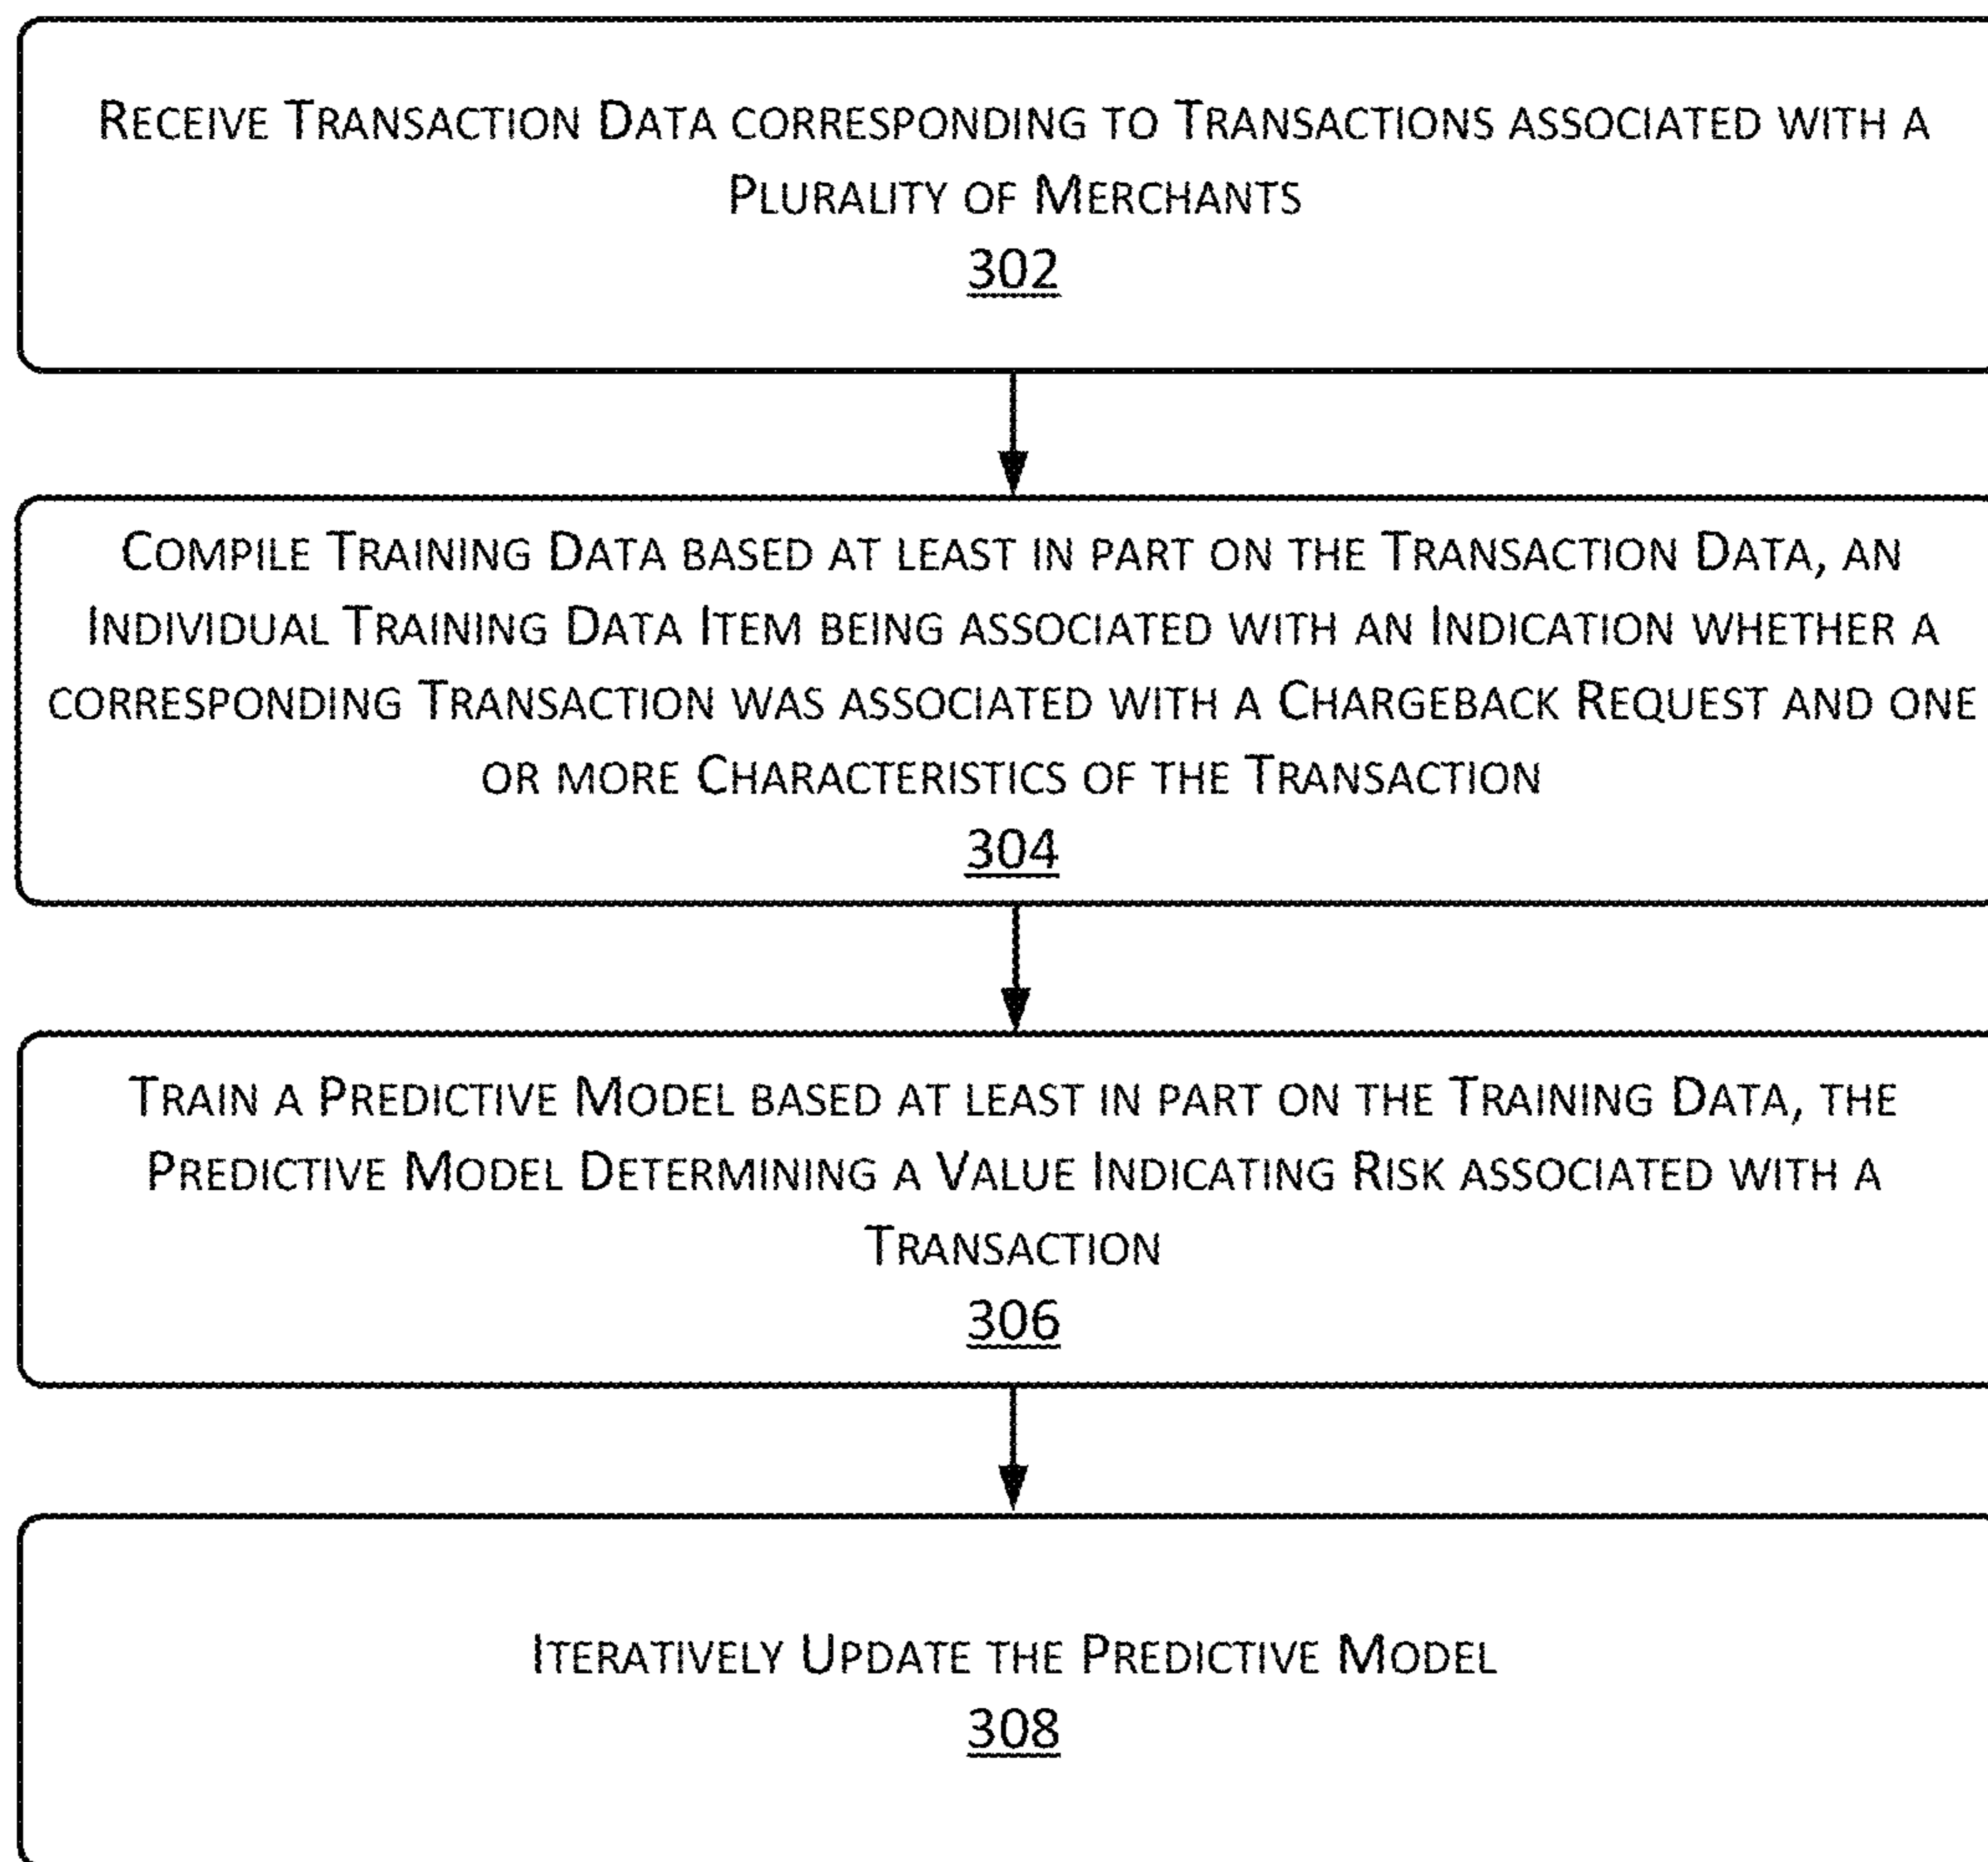 Receive Transaction Data corresponding to Transactions associated with a
Plurality of Merchants
302
Compile Training Data based at least in part on the Transaction Data, an
Individual Training Data Item being associated with an Indication whether a
corresponding Transaction was associated with a Chargeback Request and one
or more Characteristics of the Transaction
304
Train a Predictive Model based at least in part on the Training Data, the
Predictive Model Determining a Value Indicating Risk associated with a
Transaction
306
Iteratively Update the Predictive Model
308